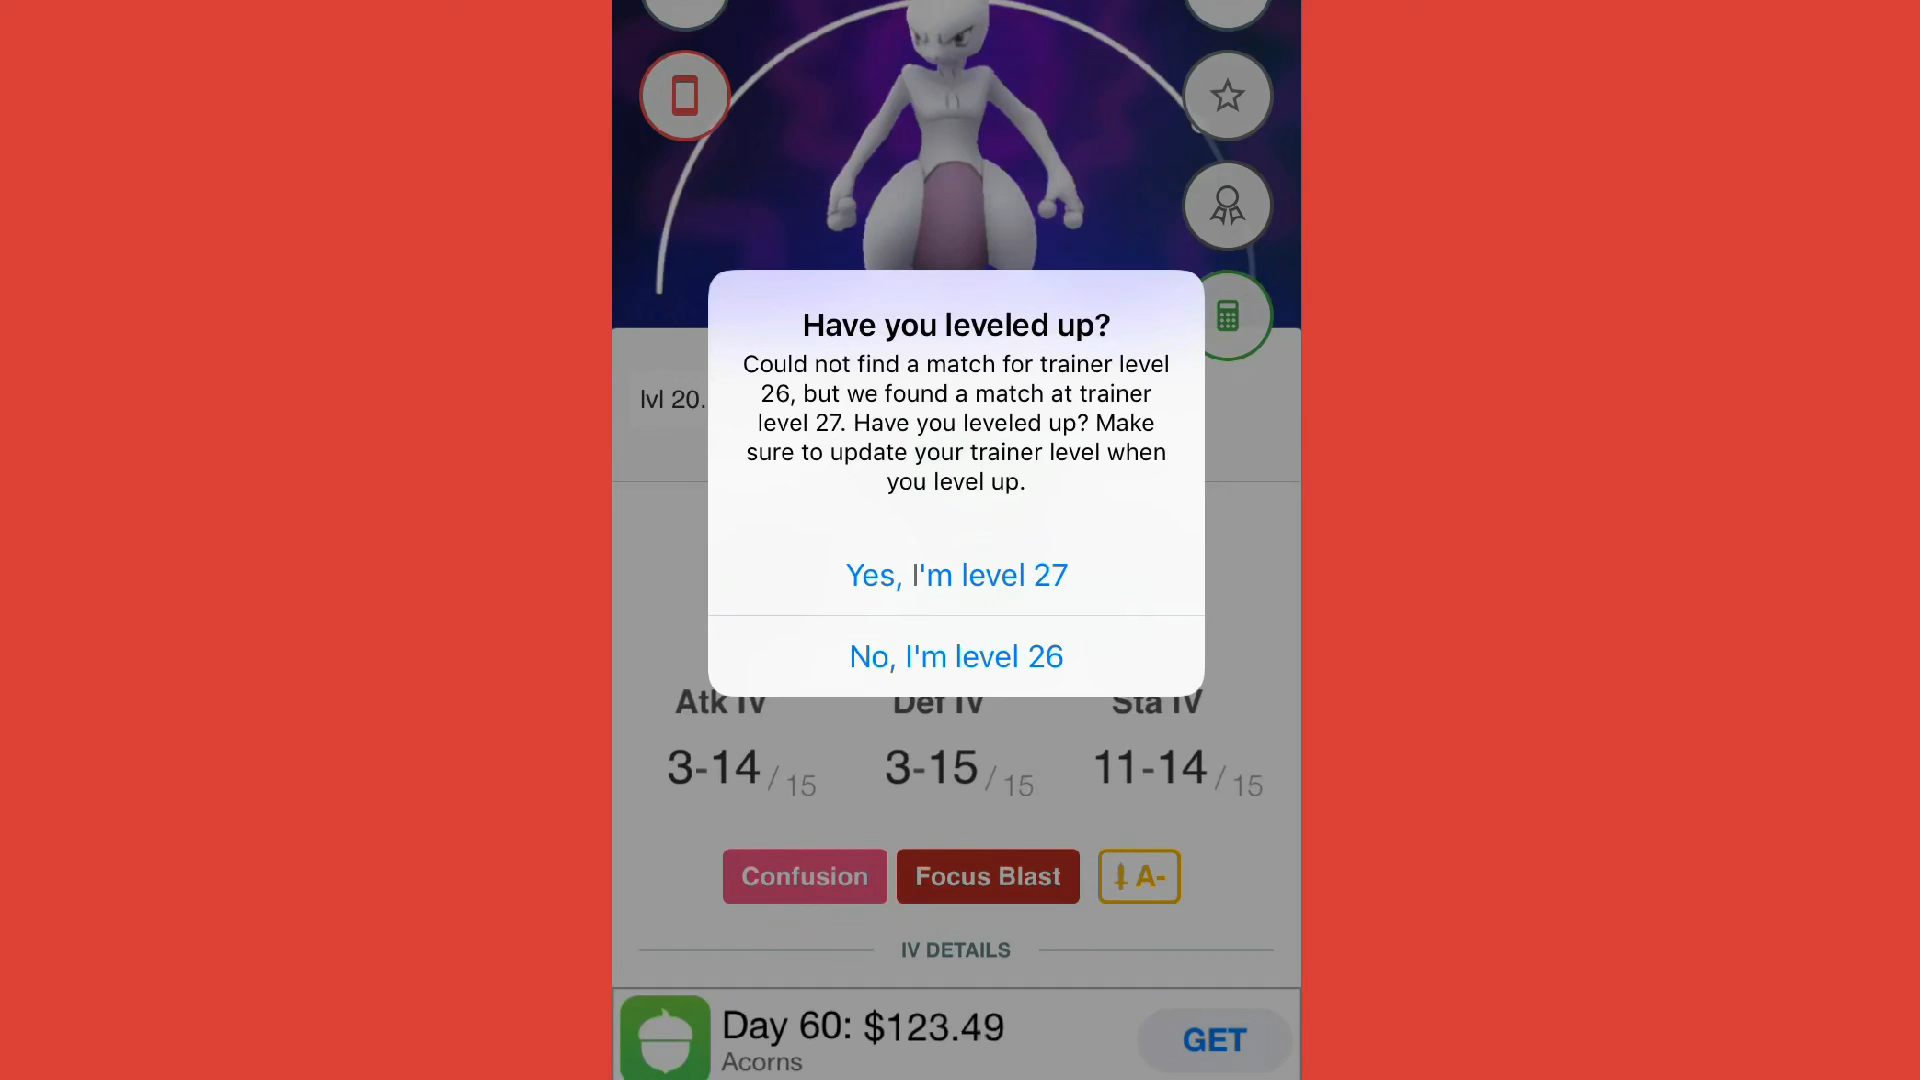 Have you leveled up?
Could not find a match for trainer level
26, but we found a match at trainer
level 27. Have you leveled up? Make
sure to update your trainer level when
you level up.
lvl 20.
Yes, I'm level 27
No, I'm level 26
Atk IV Def IV Sta IV
3-14 / 15 3-15 / 15 11-14 / 15
Confusion Focus Blast A-
IV DETAILS
Day 60: $123.49
Acorns
GET